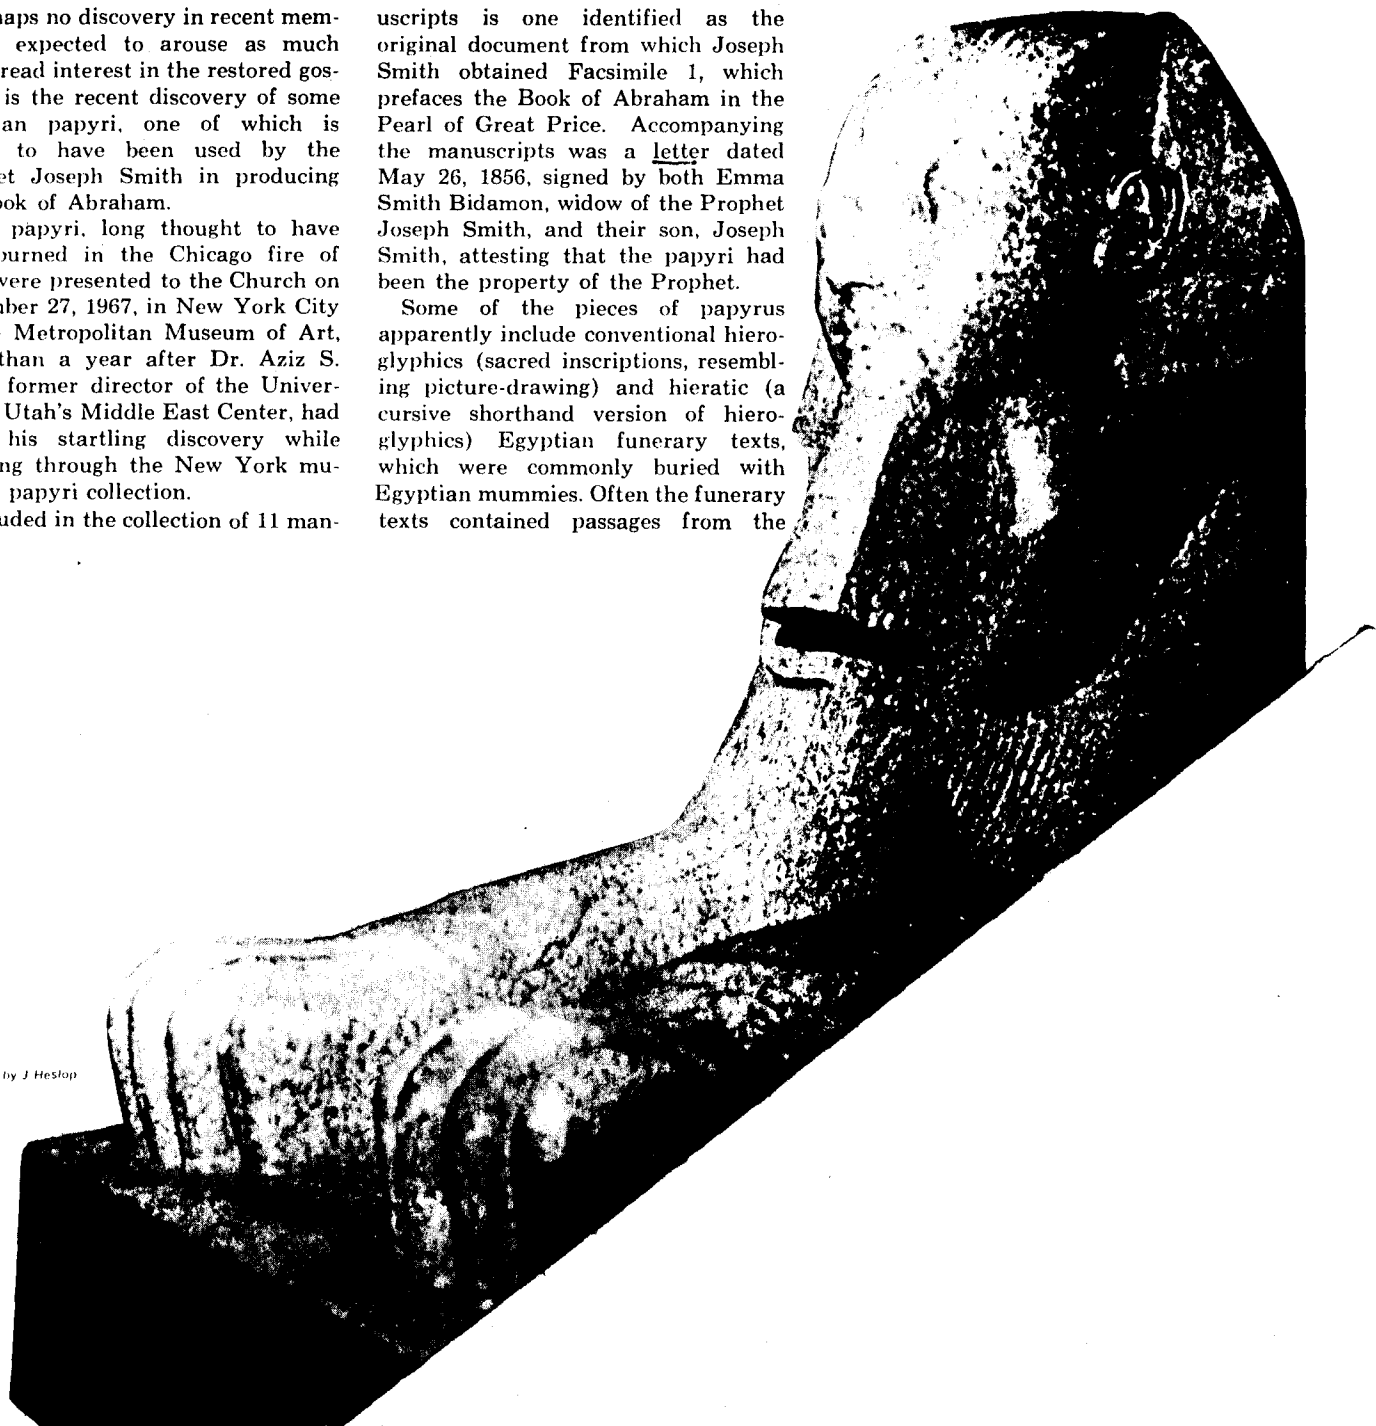 haps no discovery in recent mem-
expected to arouse as much
read interest in the restored gos-
is the recent discovery of some
an papyri, one of which is
to have been used by the
et Joseph Smith in producing
ook of Abraham.
papyri, long thought to have
burned in the Chicago fire of
were presented to the Church on
ber 27, 1967, in New York City
Metropolitan Museum of Art,
than a year after Dr. Aziz S.
former director of the Univer-
Utah's Middle East Center, had
his startling discovery while
ng through the New York mu-
papyri collection.
uded in the collection of 11 man-
uscripts is one identified as the
original document from which Joseph
Smith obtained Facsimile 1, which
prefaces the Book of Abraham in the
Pearl of Great Price. Accompanying
the manuscripts was a letter dated
May 26, 1856, signed by both Emma
Smith Bidamon, widow of the Prophet
Joseph Smith, and their son, Joseph
Smith, attesting that the papyri had
been the property of the Prophet.
Some of the pieces of papyrus
apparently include conventional hiero-
glyphics (sacred inscriptions, resembl-
ing picture-drawing) and hieratic (a
cursive shorthand version of hiero-
glyphics) Egyptian funerary texts,
which were commonly buried with
Egyptian mummies. Often the funerary
texts contained passages from the
by J Heslop